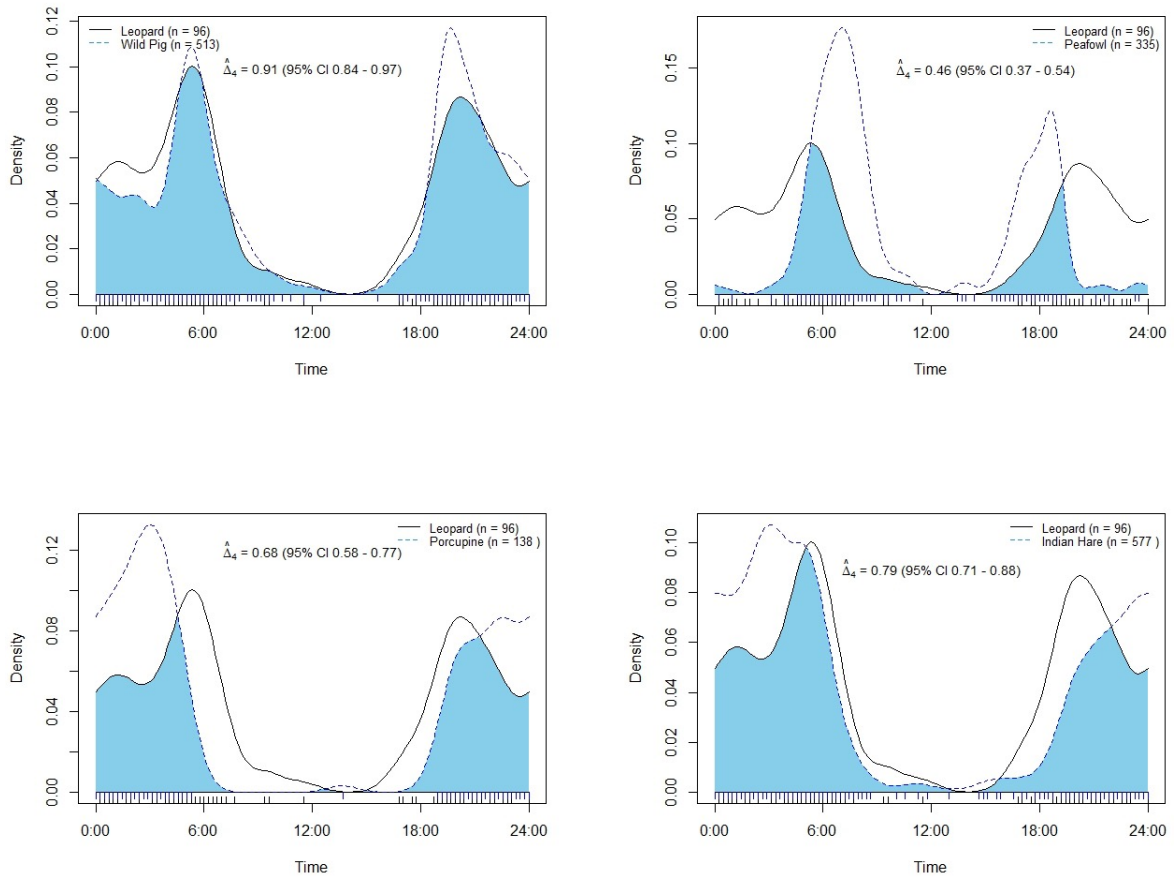 Leopard (n = 96)
Wild Pig (n = 513)
Δ̂4 = 0.91 (95% CI 0.84 - 0.97)
Density
0.00
0.02
0.04
0.06
0.08
0.10
0.12
0:00
6:00
12:00
18:00
24:00
Time
Leopard (n = 96)
Peafowl (n = 335)
Δ̂4 = 0.46 (95% CI 0.37 - 0.54)
Density
0.00
0.05
0.10
0.15
0:00
6:00
12:00
18:00
24:00
Time
Leopard (n = 96)
Porcupine (n = 138 )
Δ̂4 = 0.68 (95% CI 0.58 - 0.77)
Density
0.00
0.04
0.08
0.12
0:00
6:00
12:00
18:00
24:00
Time
Leopard (n = 96)
Indian Hare (n = 577 )
Δ̂4 = 0.79 (95% CI 0.71 - 0.88)
Density
0.00
0.02
0.04
0.06
0.08
0.10
0:00
6:00
12:00
18:00
24:00
Time